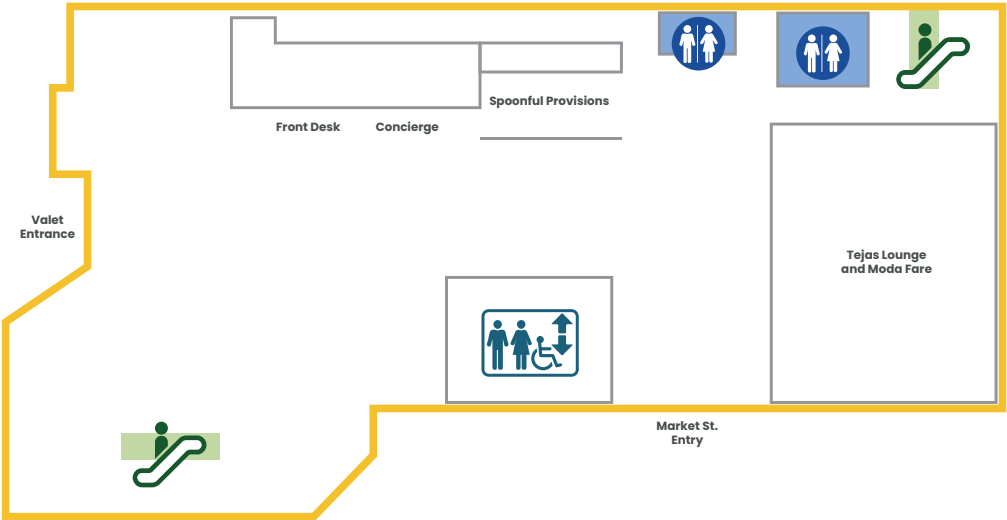 Spoonful Provisions
Front Desk
Concierge
Valet
Entrance
Tejas Lounge
and Moda Fare
Market St.
Entry